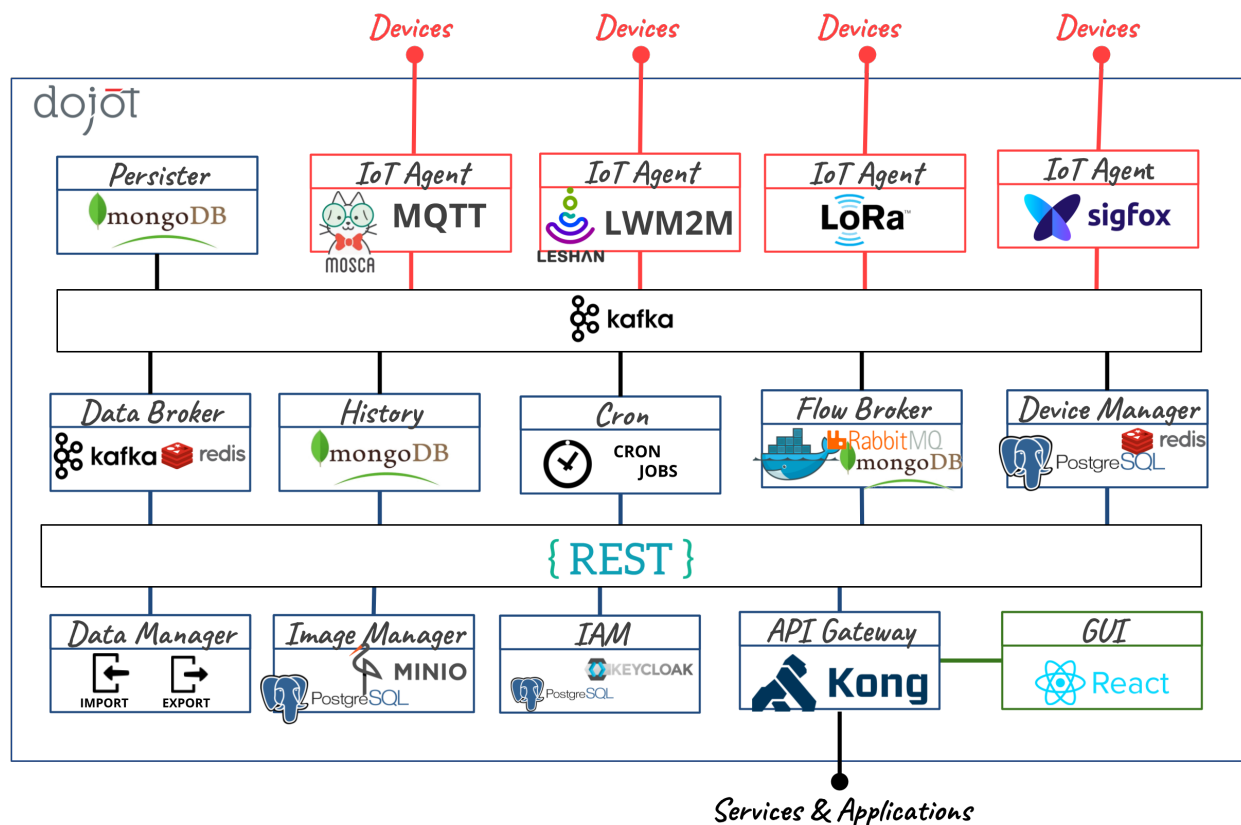 Devices Devices Devices Devices
dojot
Persister IoT Agent IoT Agent IoT Agent IoT Agent
mongoDB MQTT LWM2M LoRa™ sigfox
MOSCA LESHAN
kafka
Data Broker History Cron Flow Broker Device Manager
kafka redis mongoDB CRON JOBS RabbitMQ mongoDB redis PostgreSQL
{ REST }
Data Manager Image Manager IAM API Gateway GUI
IMPORT EXPORT MINIO PostgreSQL KEYCLOAK PostgreSQL Kong React
Services & Applications